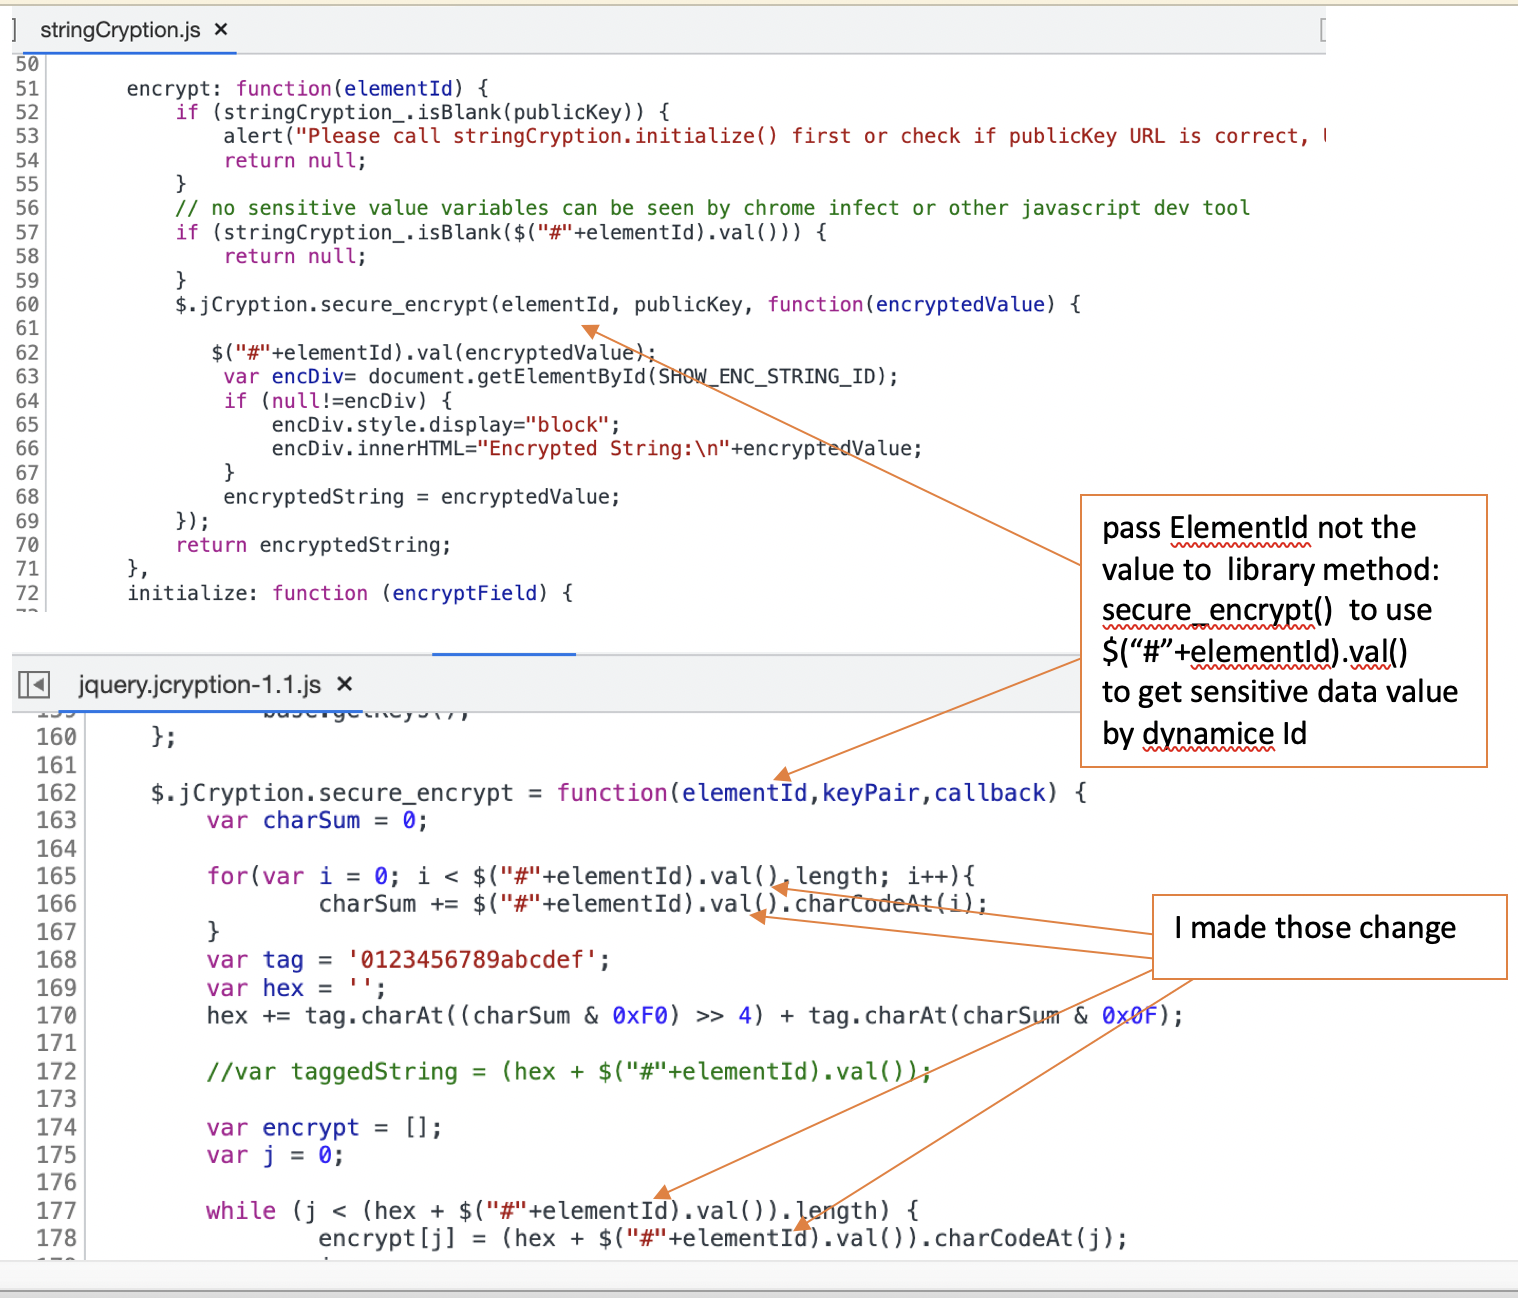 stringCryption.js ×
50
51 encrypt: function(elementId) {
52 if (stringCryption_.isBlank(publicKey)) {
53 alert("Please call stringCryption.initialize() first or check if publicKey URL is correct,
54 return null;
55 }
56 // no sensitive value variables can be seen by chrome infect or other javascript dev tool
57 if (stringCryption_.isBlank($("#"+elementId).val())) {
58 return null;
59 }
60 $.jCryption.secure_encrypt(elementId, publicKey, function(encryptedValue) {
61
62 $("#"+elementId).val(encryptedValue);
63 var encDiv= document.getElementById(SHOW_ENC_STRING_ID);
64 if (null!=encDiv) {
65 encDiv.style.display="block";
66 encDiv.innerHTML="Encrypted String:\n"+encryptedValue;
67 }
68 encryptedString = encryptedValue;
69 });
70 return encryptedString;
71 },
72 initialize: function (encryptField) {
pass ElementId not the
value to library method:
secure_encrypt() to use
$(“#”+elementId).val()
to get sensitive data value
by dynamice Id
jquery.jcryption-1.1.js ×
159 base.getKeys();
160 };
161
162 $.jCryption.secure_encrypt = function(elementId,keyPair,callback) {
163 var charSum = 0;
164
165 for(var i = 0; i < $("#"+elementId).val().length; i++){
166 charSum += $("#"+elementId).val().charCodeAt(i);
167 }
168 var tag = '0123456789abcdef';
169 var hex = '';
170 hex += tag.charAt((charSum & 0xF0) >> 4) + tag.charAt(charSum & 0x0F);
171
172 //var taggedString = (hex + $("#"+elementId).val());
173
174 var encrypt = [];
175 var j = 0;
176
177 while (j < (hex + $("#"+elementId).val()).length) {
178 encrypt[j] = (hex + $("#"+elementId).val()).charCodeAt(j);
I made those change